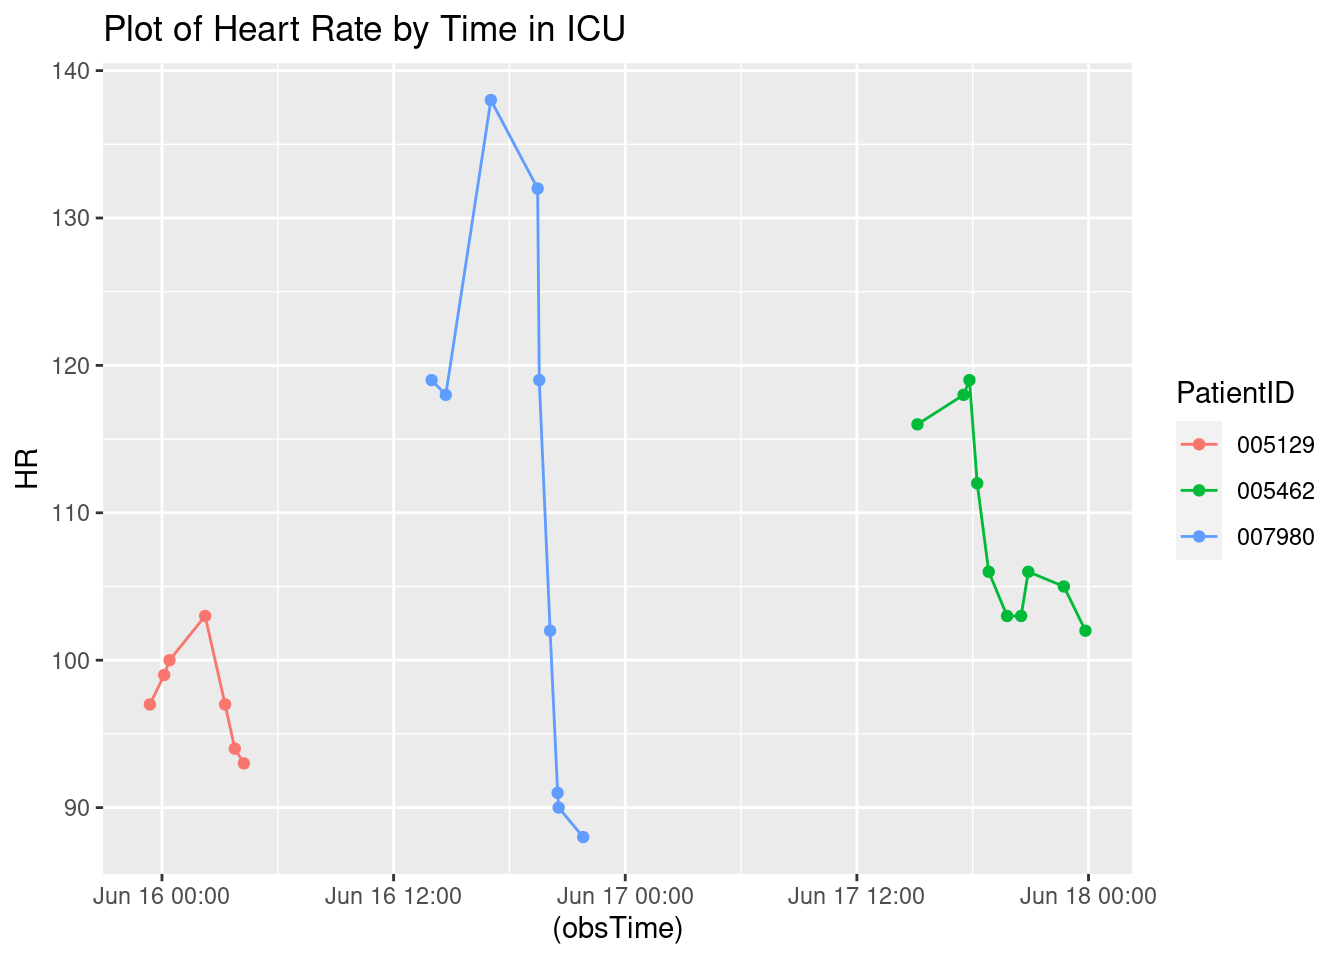 Plot of Heart Rate by Time in ICU
140
130
120
110
100
90
HR
Jun 16 00:00
Jun 16 12:00
Jun 17 00:00
Jun 17 12:00
Jun 18 00:00
(obsTime)
PatientID
005129
005462
007980